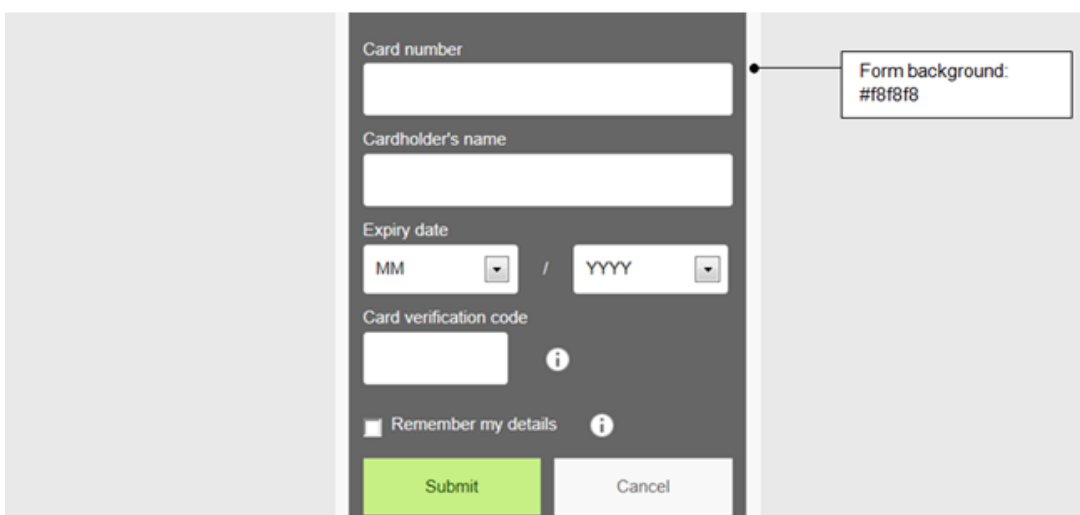 Card number
Form background:
#f8f8f8
Cardholder's name
Expiry date
MM / YYYY
Card verification code
Remember my details
Submit Cancel